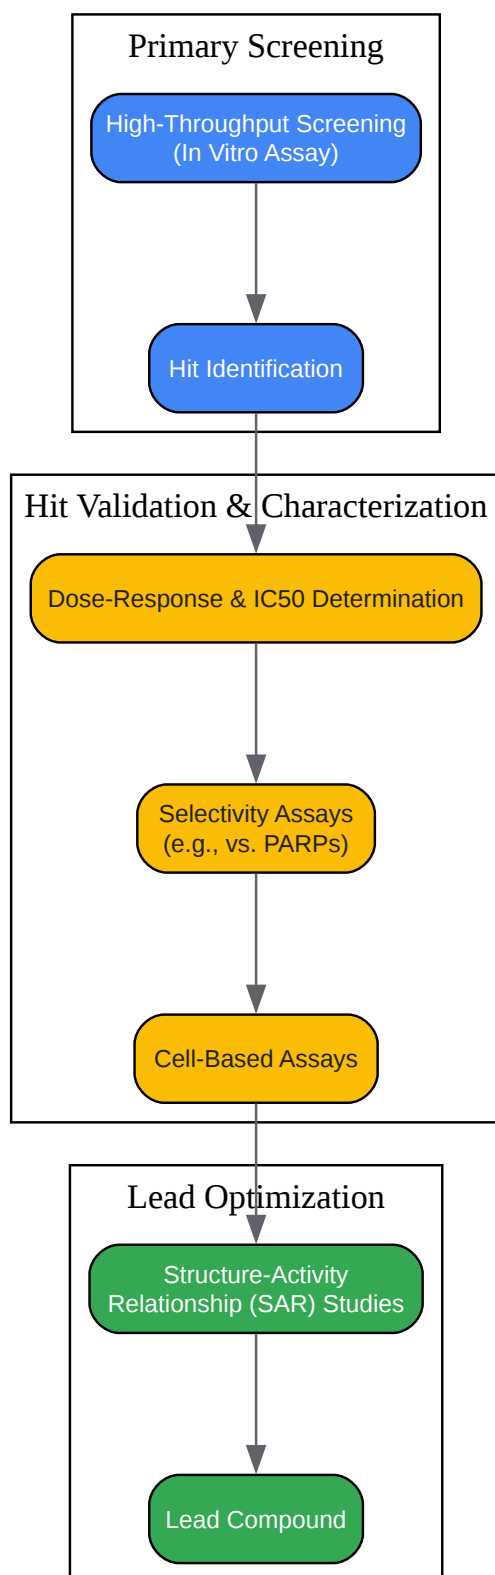 Primary Screening
High-Throughput Screening
(In Vitro Assay)
Hit Identification
Hit Validation & Characterization
Dose-Response & IC50 Determination
Selectivity Assays
(e.g., vs. PARPs)
Cell-Based Assays
Lead Optimization
Structure-Activity
Relationship (SAR) Studies
Lead Compound